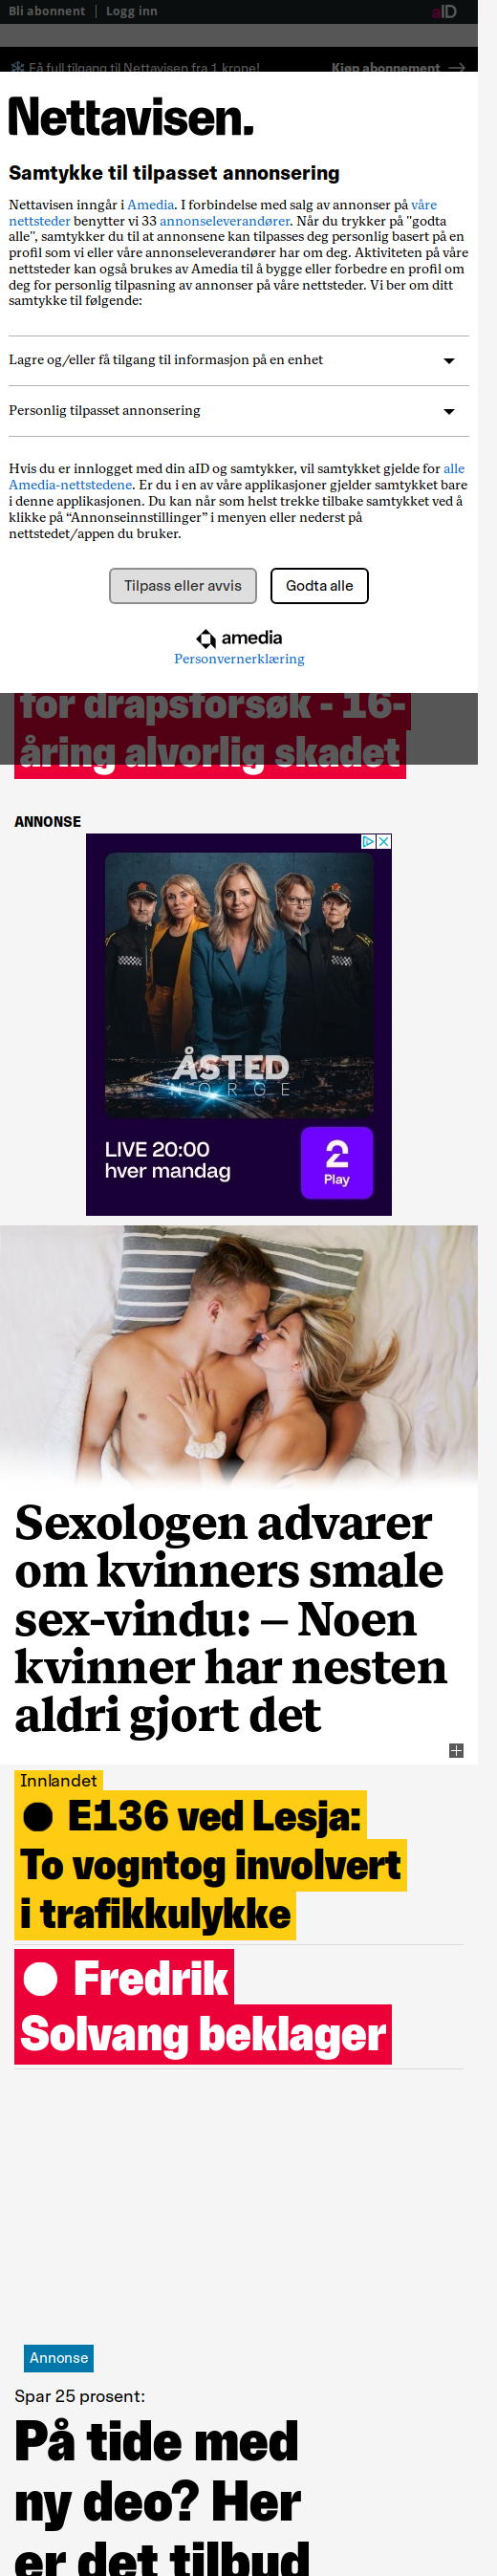 Bli abonnent | Logg inn
aID
Få full tilgang til Nettavisen fra 1 krone!
Kjøp abonnement
Nettavisen.
Samtykke til tilpasset annonsering
Nettavisen inngår i Amedia. I forbindelse med salg av annonser på våre
nettsteder benytter vi 33 annonseleverandører. Når du trykker på "godta
alle", samtykker du til at annonsene kan tilpasses deg personlig basert på en
profil som vi eller våre annonseleverandører har om deg. Aktiviteten på våre
nettsteder kan også brukes av Amedia til å bygge eller forbedre en profil om
deg for personlig tilpasning av annonser på våre nettsteder. Vi ber om ditt
samtykke til følgende:
Lagre og/eller få tilgang til informasjon på en enhet
Personlig tilpasset annonsering
Hvis du er innlogget med din aID og samtykker, vil samtykket gjelde for alle
Amedia-nettstedene. Er du i en av våre applikasjoner gjelder samtykket bare
i denne applikasjonen. Du kan når som helst trekke tilbake samtykket ved å
klikke på “Annonseinnstillinger” i menyen eller nederst på
nettstedet/appen du bruker.
Tilpass eller avvis
Godta alle
amedia
Personvernerklæring
for drapsforsøk - 16-
åring alvorlig skadet
ANNONSE
ÅSTED
NORGE
LIVE 20:00
hver mandag
2
Play
Sexologen advarer
om kvinners smale
sex-vindu: – Noen
kvinner har nesten
aldri gjort det
Innlandet
E136 ved Lesja:
To vogntog involvert
i trafikkulykke
Fredrik
Solvang beklager
Annonse
Spar 25 prosent:
På tide med
ny deo? Her
er det tilbud